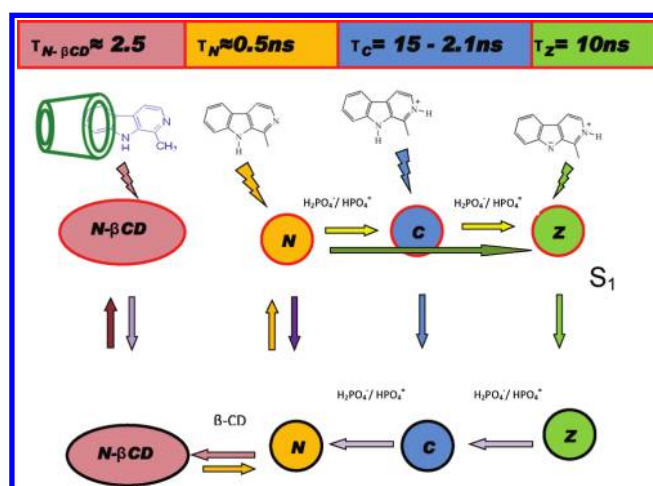 τN-βCD≈ 2.5 τN≈0.5ns τC= 15 - 2.1ns τZ= 10ns
N N N+-H N+-H
N H CH3 N H N H N-
H2PO4-/ HPO4+ H2PO4-/ HPO4+
N-βCD N C Z
S1
H2PO4-/ HPO4+ H2PO4-/ HPO4+
ß-CD
N-βCD N C Z